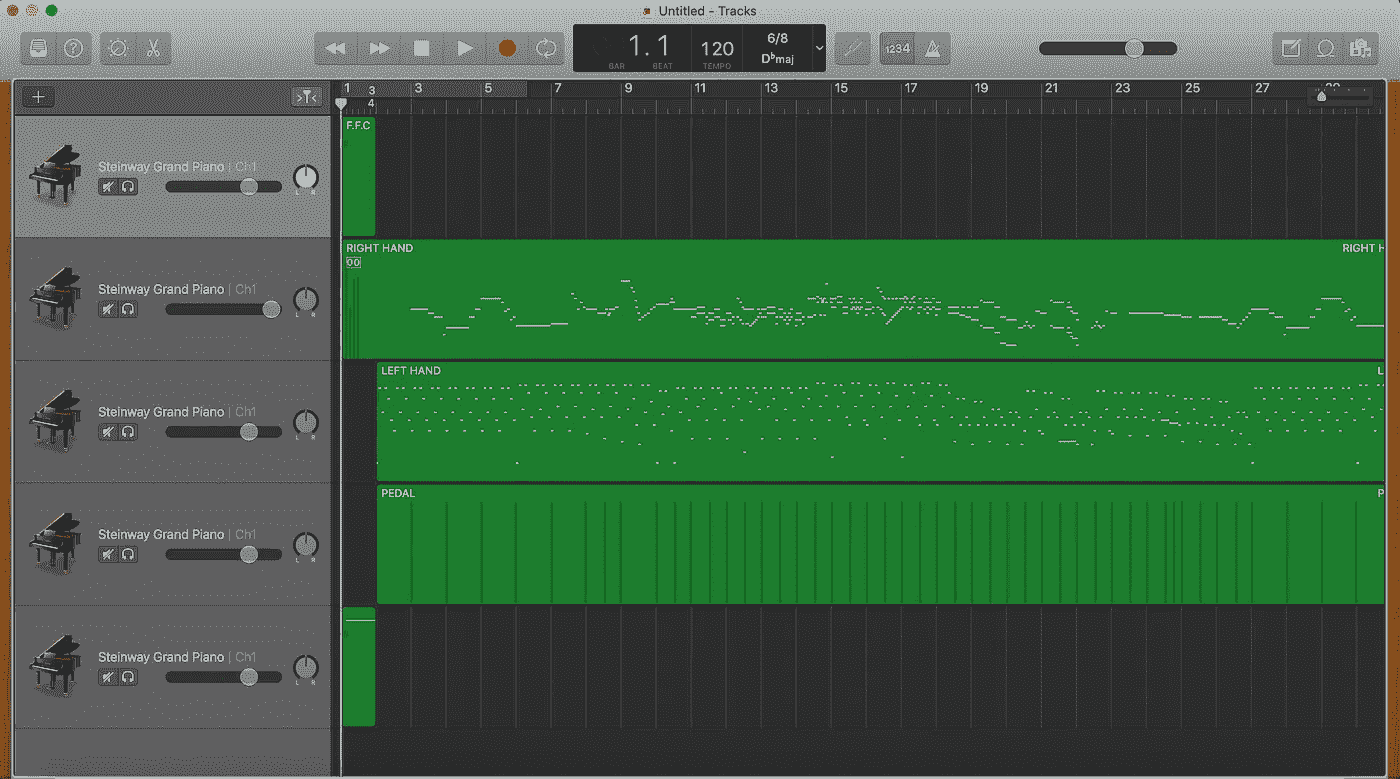 Untitled - Tracks
1. 1
BAR BEAT
120
TEMPO
6/8
D♭maj
1234
1 3 5 7 9 11 13 15 17 19 21 23 25 27
3
4
Steinway Grand Piano | Ch1
L R
F.F.C
Steinway Grand Piano | Ch1
L R
RIGHT HAND
RIGHT H
Steinway Grand Piano | Ch1
L R
LEFT HAND
L
Steinway Grand Piano | Ch1
L R
PEDAL
P
Steinway Grand Piano | Ch1
L R